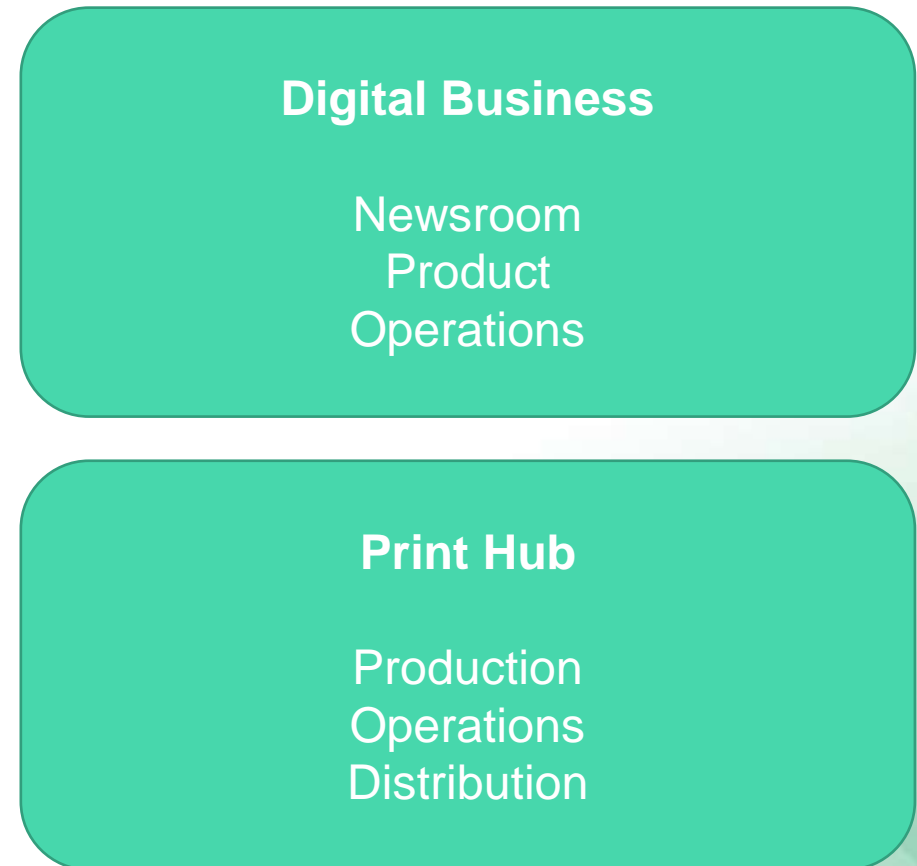 Digital Business
Newsroom
Product
Operations
Print Hub
Production
Operations
Distribution